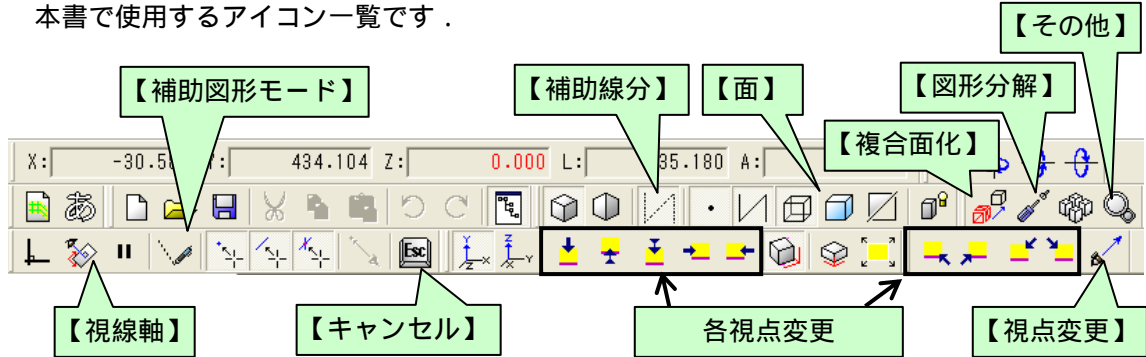 本書で使用するアイコン一覧です．
【その他】
【補助図形モード】
【補助線分】
【面】
【図形分解】
【複合面化】
X: -30.5 Y: 434.104 Z: 0.000 L: 35.180 A:
あ
Esc
【視線軸】
【キャンセル】
各視点変更
【視点変更】